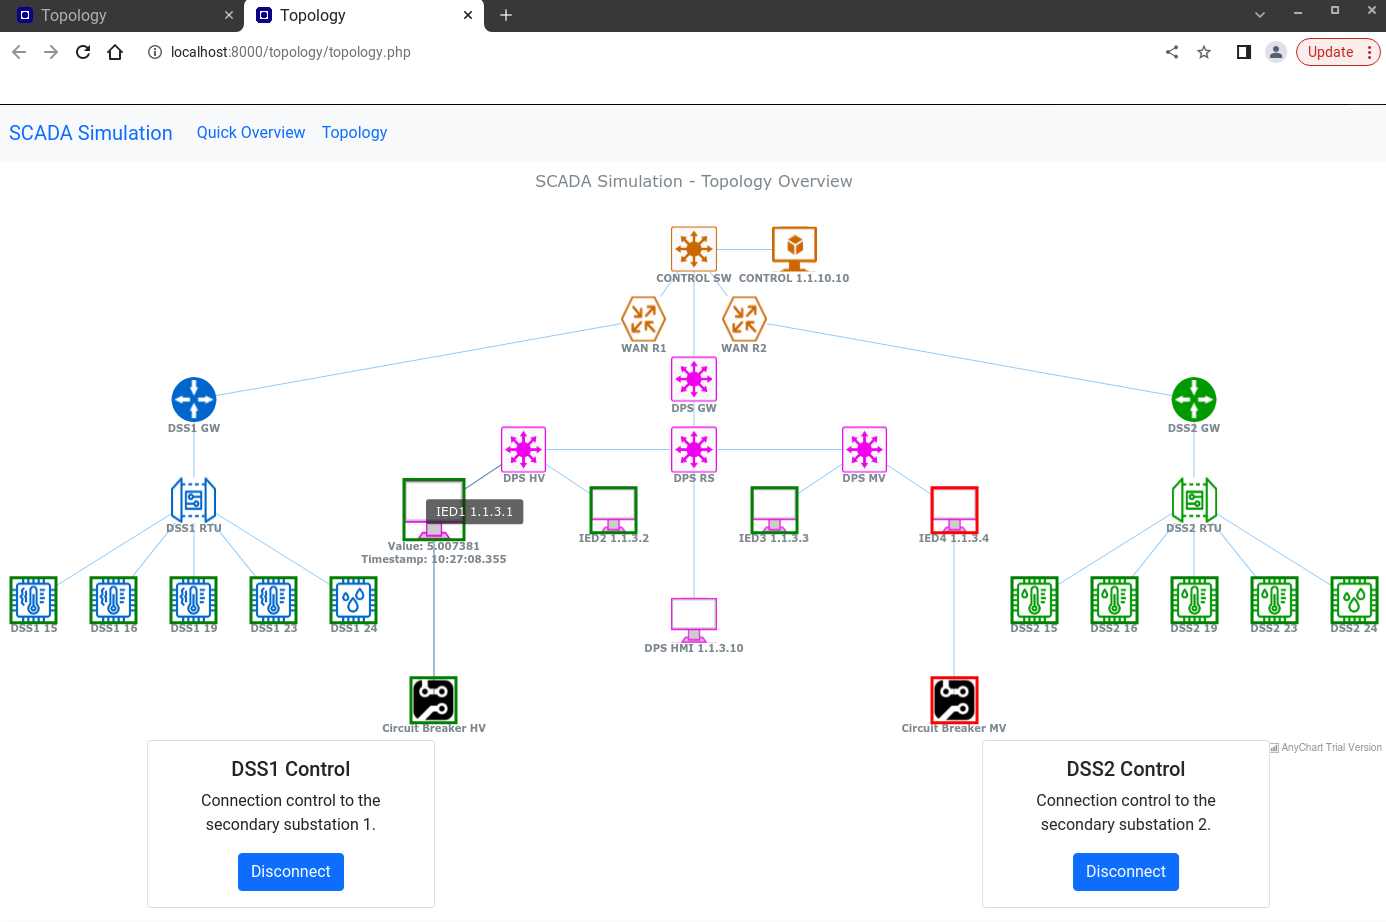 Topology
Topology
localhost:8000/topology/topology.php
Update
SCADA Simulation
Quick Overview
Topology
SCADA Simulation - Topology Overview
CONTROL SW
CONTROL 1.1.10.10
WAN R1
WAN R2
DPS GW
DSS1 GW
DSS2 GW
DPS HV
DPS RS
DPS MV
IED1 1.1.3.1
DSS1 RTU
DSS2 RTU
IED2 1.1.3.2
IED3 1.1.3.3
IED4 1.1.3.4
Value: 5.007381
Timestamp: 10:27:08.355
DSS1 15
DSS1 16
DSS1 19
DSS1 23
DSS1 24
DSS2 15
DSS2 16
DSS2 19
DSS2 23
DSS2 24
DPS HMI 1.1.3.10
Circuit Breaker HV
Circuit Breaker MV
AnyChart Trial Version
DSS1 Control
Connection control to the
secondary substation 1.
Disconnect
DSS2 Control
Connection control to the
secondary substation 2.
Disconnect